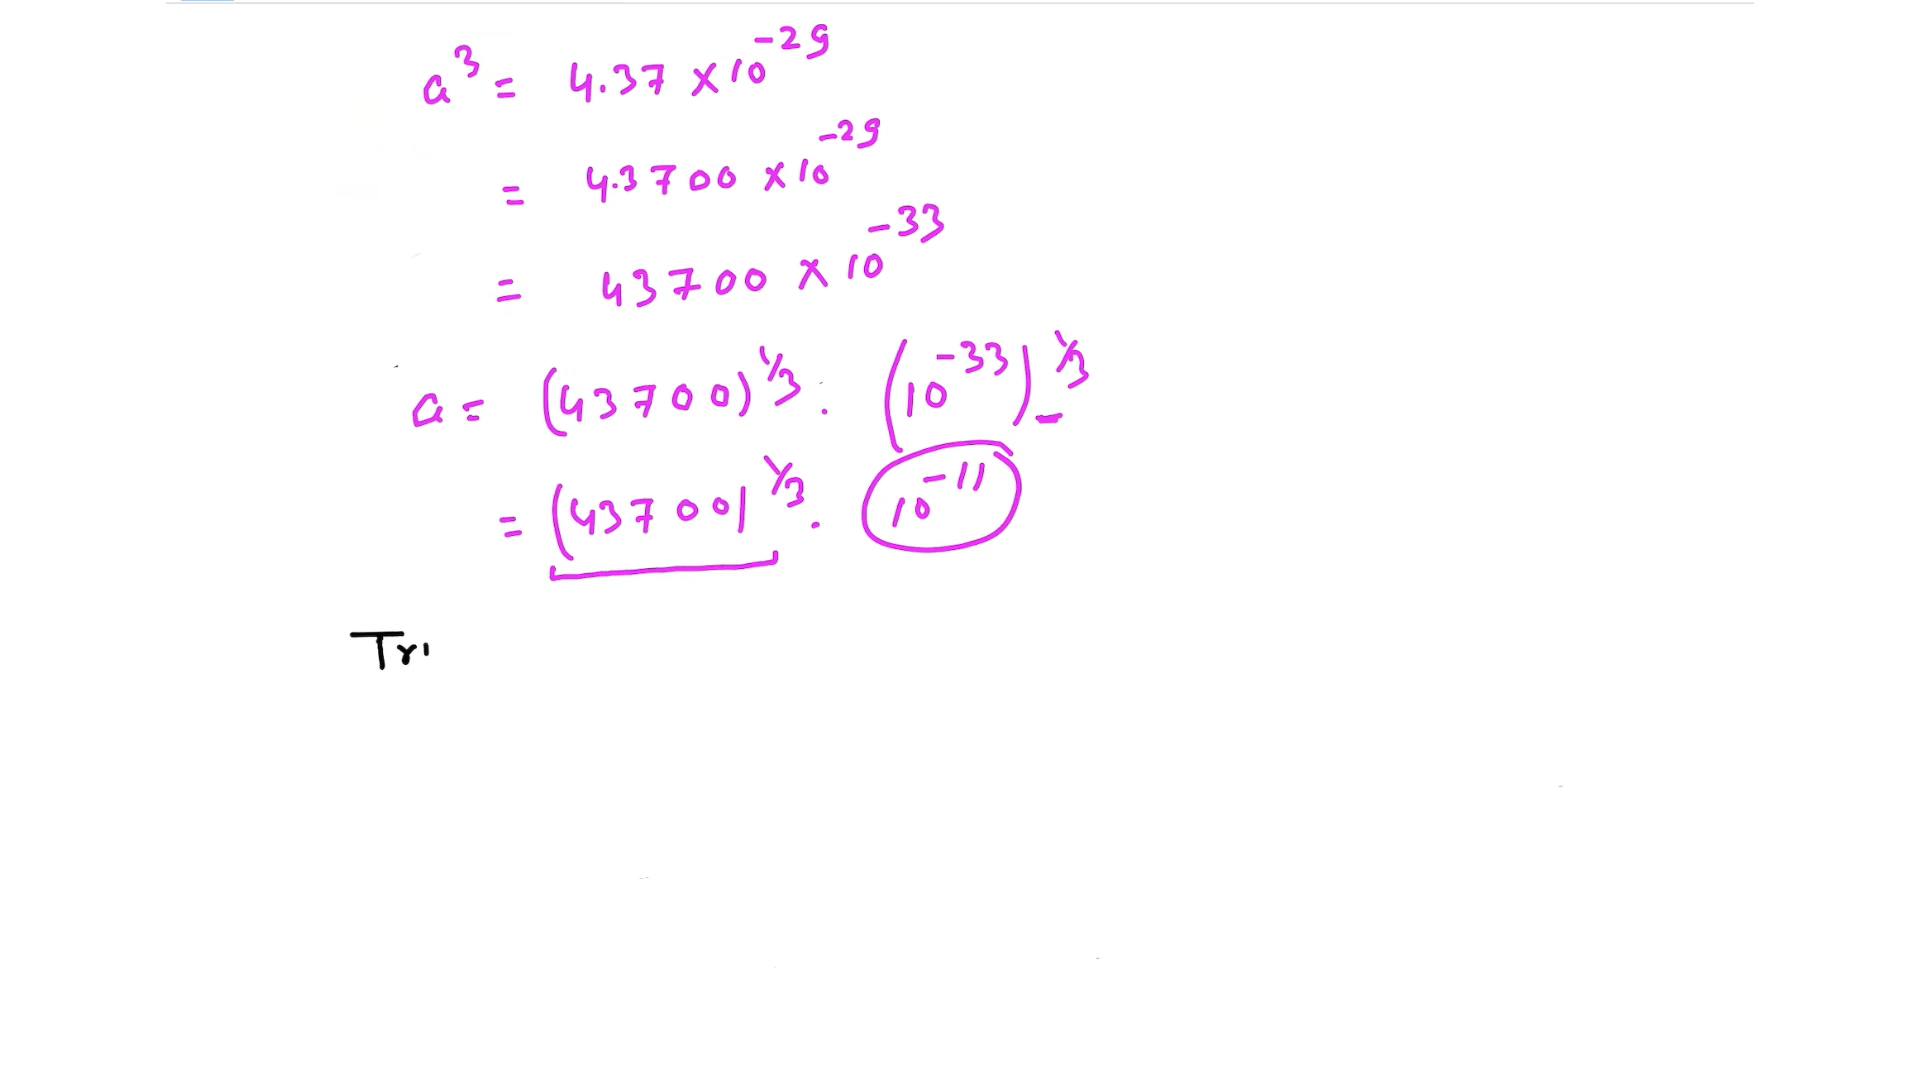 a³ = 4.37 × 10⁻²⁹
= 4.3700 × 10⁻²⁹
= 43700 × 10⁻³³
a = (43700)^1/3 . (10⁻³³)^1/3
= (43700)^1/3 . 10⁻¹¹
Tri